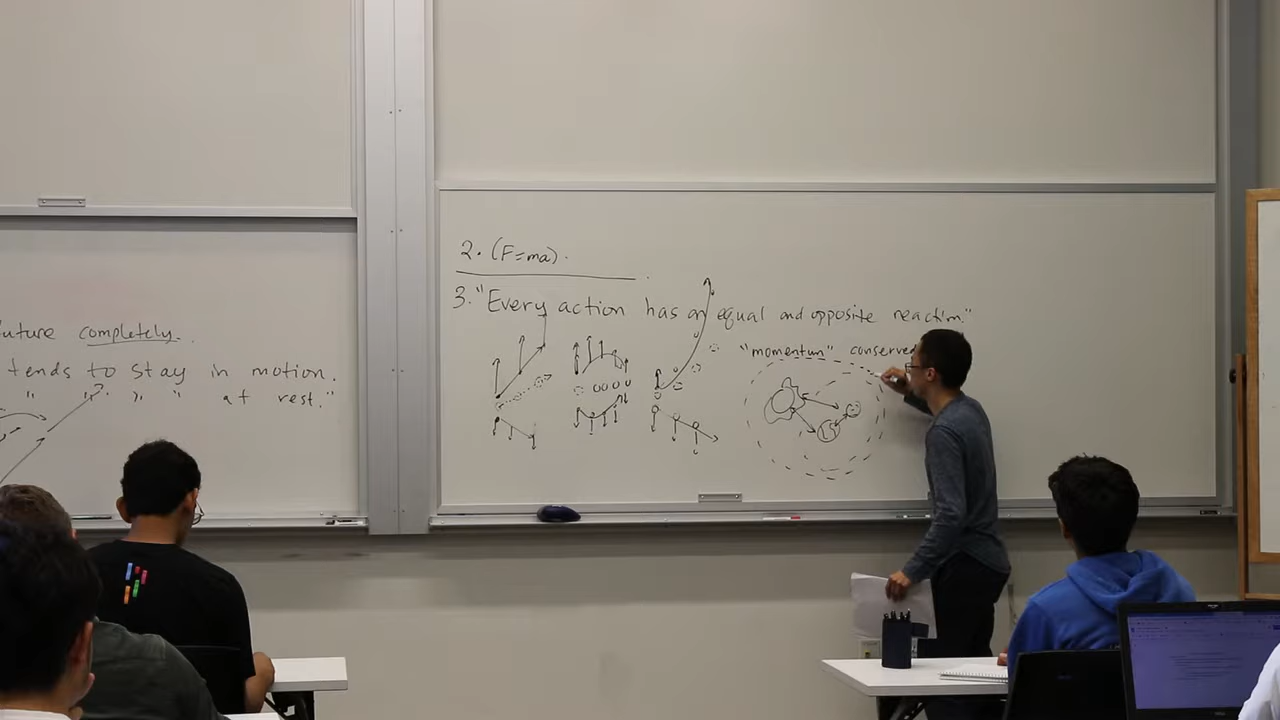 future completely.
tends to stay in motion.
" " " " at rest."
2. (F=ma).
3. "Every action has an equal and opposite reaction."
"momentum" conserved